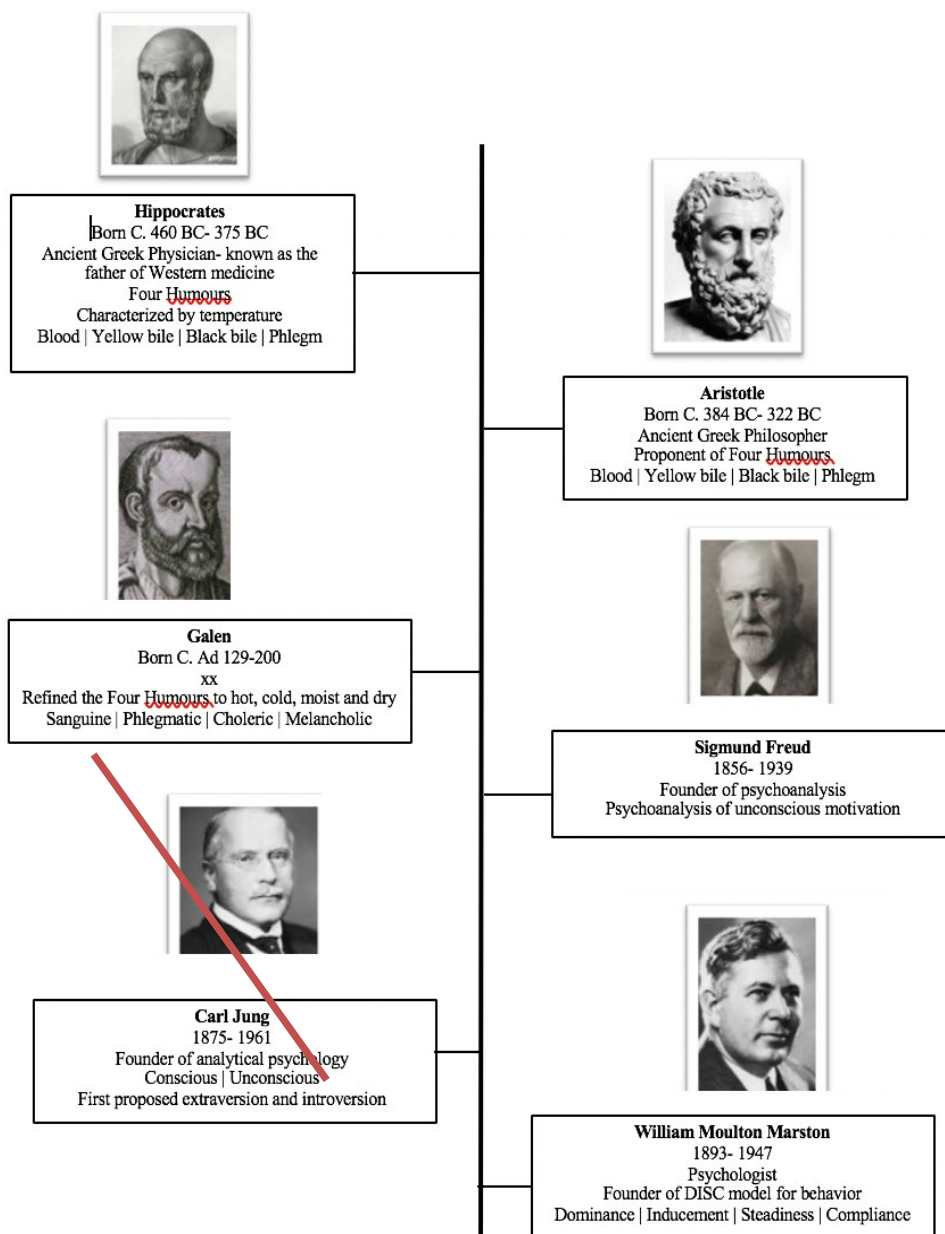 Hippocrates
Born C. 460 BC- 375 BC
Ancient Greek Physician- known as the
father of Western medicine
Four Humours
Characterized by temperature
Blood | Yellow bile | Black bile | Phlegm
Aristotle
Born C. 384 BC- 322 BC
Ancient Greek Philosopher
Proponent of Four Humours
Blood | Yellow bile | Black bile | Phlegm
Galen
Born C. Ad 129-200
xx
Refined the Four Humours to hot, cold, moist and dry
Sanguine | Phlegmatic | Choleric | Melancholic
Sigmund Freud
1856- 1939
Founder of psychoanalysis
Psychoanalysis of unconscious motivation
Carl Jung
1875- 1961
Founder of analytical psychology
Conscious | Unconscious
First proposed extraversion and introversion
William Moulton Marston
1893- 1947
Psychologist
Founder of DISC model for behavior
Dominance | Inducement | Steadiness | Compliance